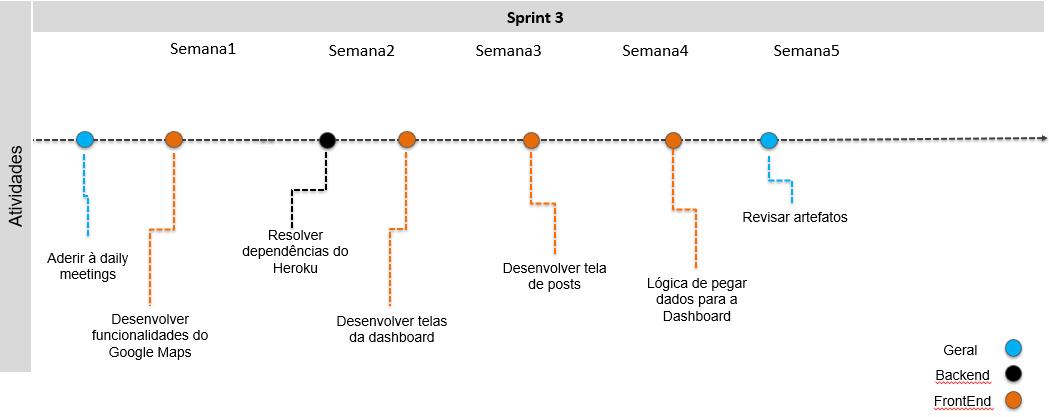 Sprint 3
Semana1
Semana2
Semana3
Semana4
Semana5
Atividades
Aderir à daily
meetings
Desenvolver
funcionalidades do
Google Maps
Resolver
dependências do
Heroku
Desenvolver telas
da dashboard
Desenvolver tela
de posts
Lógica de pegar
dados para a
Dashboard
Revisar artefatos
Geral
Backend
FrontEnd